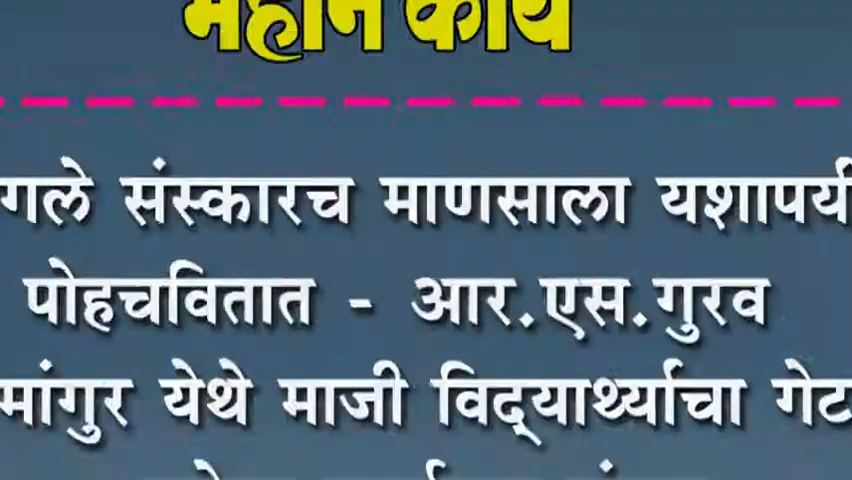 महान कार्य
गले संस्कारच माणसाला यशापर्य
पोहचवितात - आर.एस.गुरव
मांगुर येथे माजी विद्यार्थ्याचा गेट